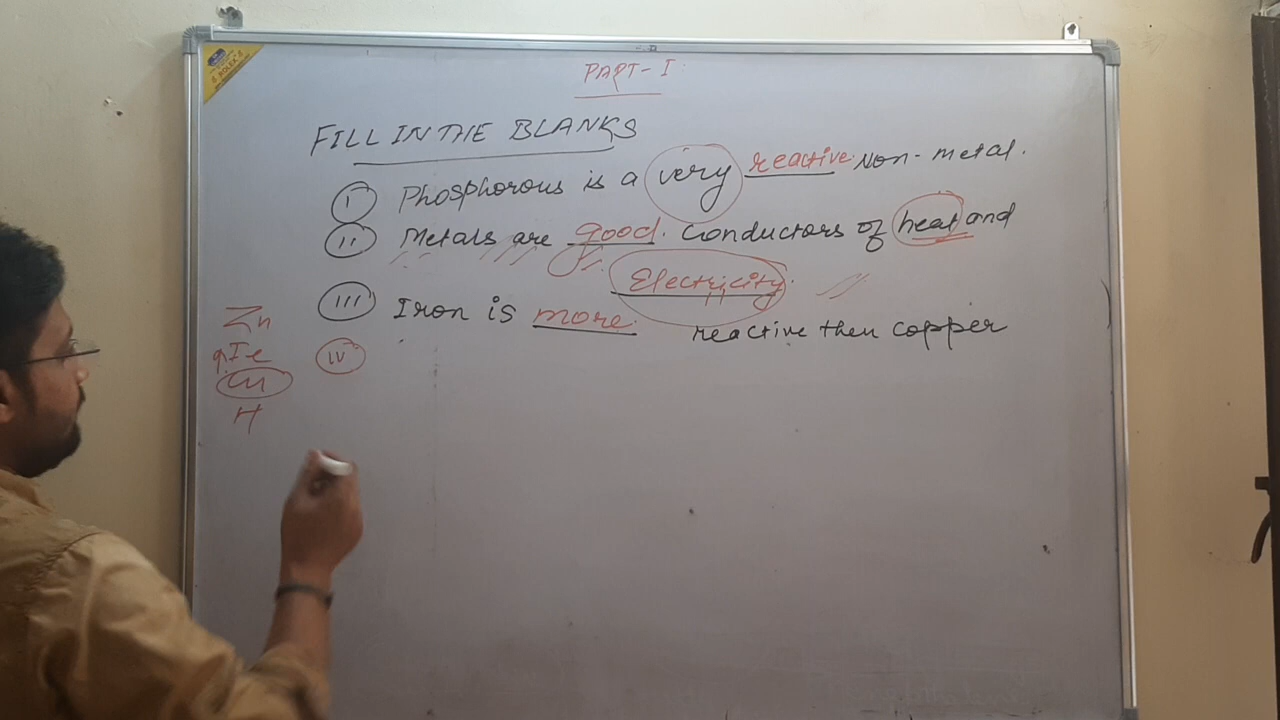 PART-I
FILL IN THE BLANKS
(I) Phosphorous is a very reactive. Non-metal.
(II) Metals are good. Conductors of heat and
Electricity.
(III) Iron is more. reactive then copper
(IV)
Zn
Fe
Cu
H